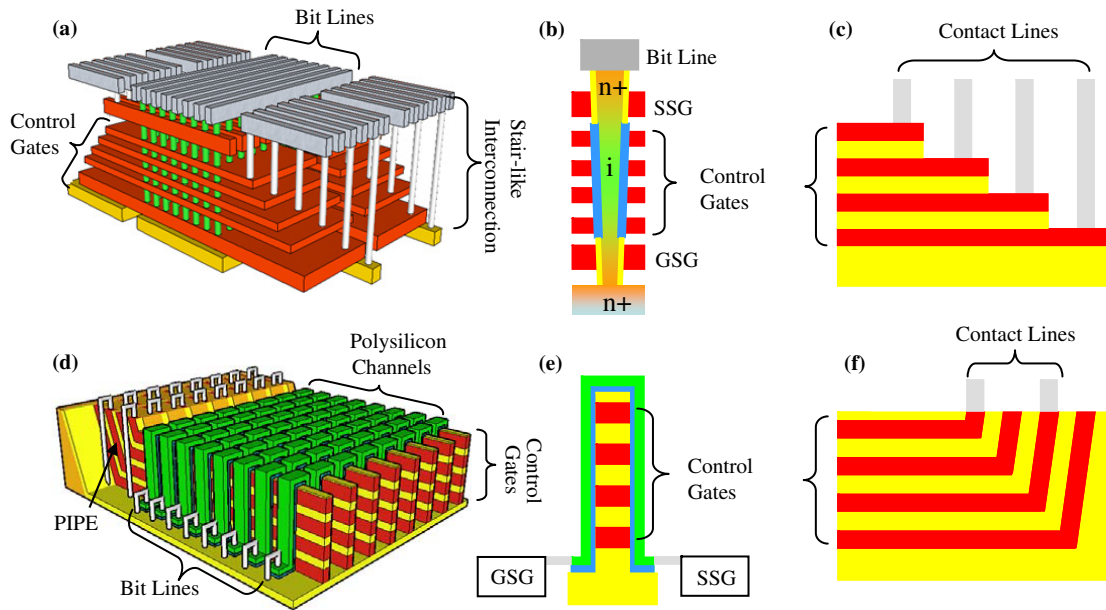 (a)
Bit Lines
Control
Gates
Stair-like
Interconnection
(b)
Bit Line
n+
SSG
i
Control
Gates
GSG
n+
(c)
Contact Lines
(d)
Polysilicon
Channels
Control
Gates
PIPE
Bit Lines
(e)
Control
Gates
GSG
SSG
(f)
Contact Lines